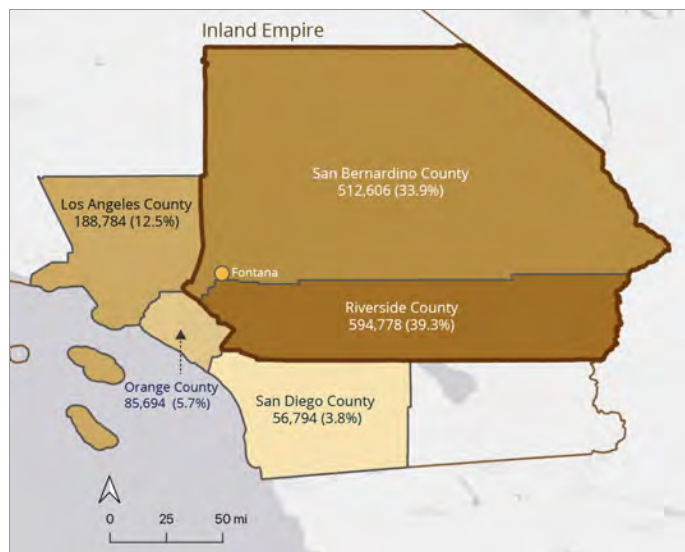 Inland Empire
San Bernardino County
512,606 (33.9%)
Los Angeles County
188,784 (12.5%)
Fontana
Riverside County
594,778 (39.3%)
Orange County
85,694 (5.7%)
San Diego County
56,794 (3.8%)
0 25 50 mi